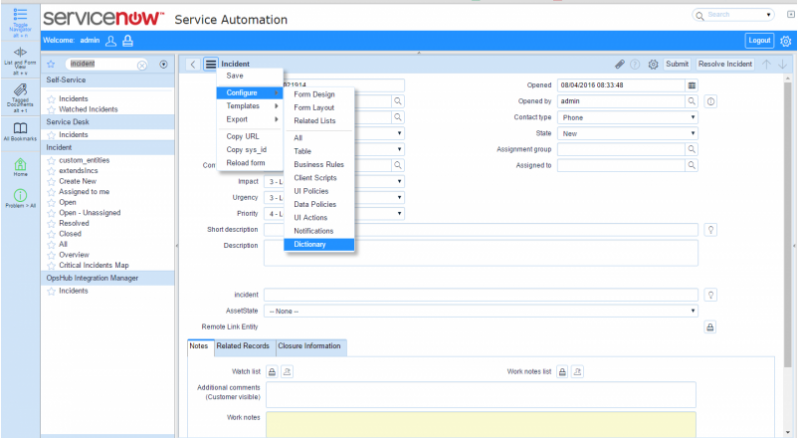 servicenow Service Automation
Search
Welcome: admin
Logout
Toggle Navigator
alt + n
List and Form View
alt + x
Tagged Documents
alt + t
All Bookmarks
Home
Problem > All
incident
Self-Service
Incidents
Watched Incidents
Service Desk
Incidents
Incident
custom_entities
extendsIncs
Create New
Assigned to me
Open
Open - Unassigned
Resolved
Closed
All
Overview
Critical Incidents Map
OpsHub Integration Manager
Incidents
Incident
Submit
Resolve Incident
Save
Configure
Templates
Export
Copy URL
Copy sys_id
Reload form
Form Design
Form Layout
Related Lists
All
Table
Business Rules
Client Scripts
UI Policies
Data Policies
UI Actions
Notifications
Dictionary
Opened 08/04/2016 08:33:48
Opened by admin
Contact type Phone
State New
Assignment group
Assigned to
Impact 3 - L
Urgency 3 - L
Priority 4 - L
Short description
Description
incident
AssetState -- None --
Remote Link Entity
Notes Related Records Closure Information
Watch list
Work notes list
Additional comments
(Customer visible)
Work notes